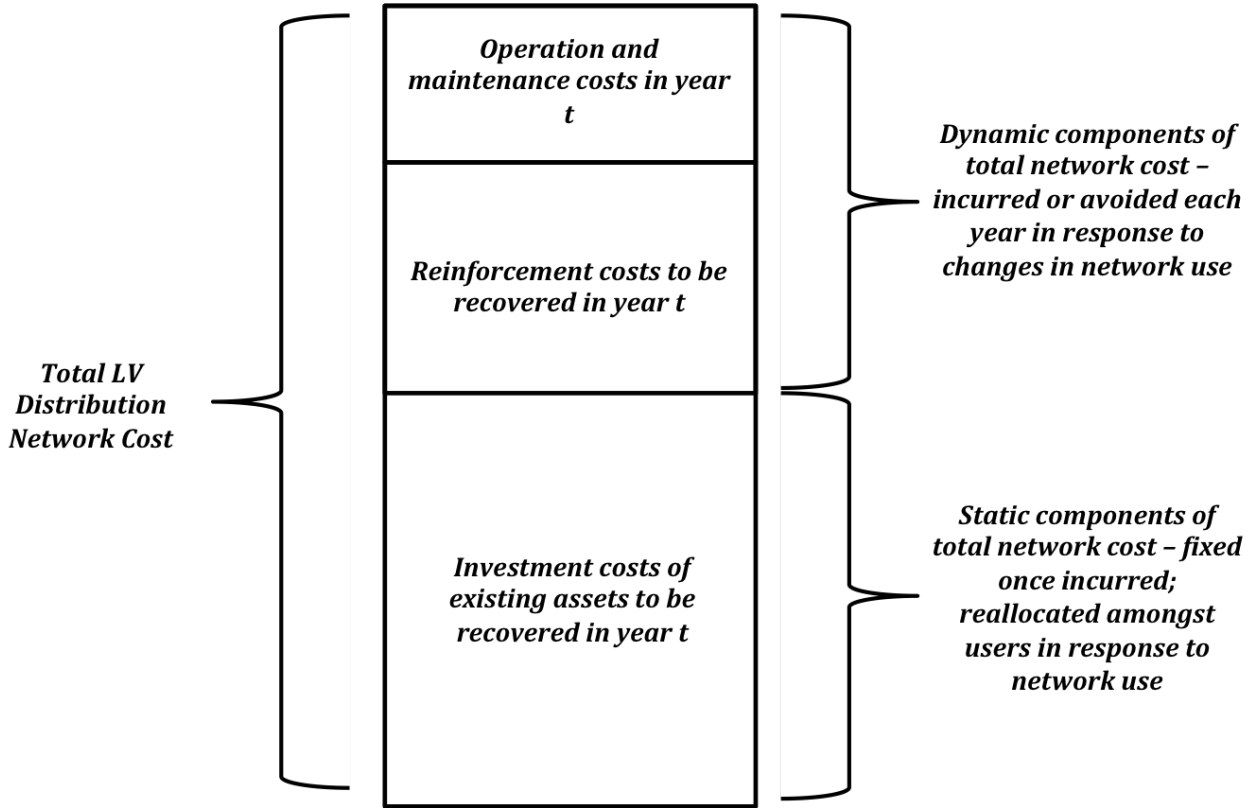 Total LV
Distribution
Network Cost
Operation and
maintenance costs in year
t
Reinforcement costs to be
recovered in year t
Investment costs of
existing assets to be
recovered in year t
Dynamic components of
total network cost –
incurred or avoided each
year in response to
changes in network use
Static components of
total network cost – fixed
once incurred;
reallocated amongst
users in response to
network use